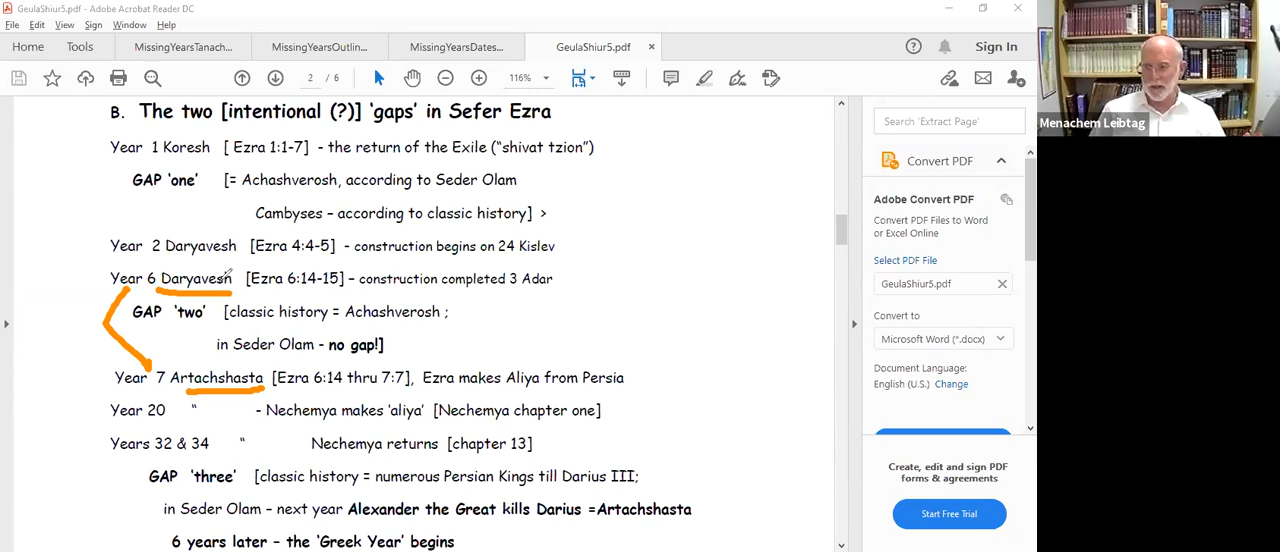 GeulaShiur5.pdf - Adobe Acrobat Reader DC
File Edit View Sign Window Help
Home Tools MissingYearsTanach... MissingYearsOutlin... MissingYearsDates... GeulaShiur5.pdf × Sign In
2 / 6 116%
B. The two [intentional (?)] ‘gaps’ in Sefer Ezra
Year 1 Koresh [ Ezra 1:1-7] - the return of the Exile (“shivat tzion”)
GAP ‘one’ [= Achashverosh, according to Seder Olam
Cambyses – according to classic history] >
Year 2 Daryavesh [Ezra 4:4-5] - construction begins on 24 Kislev
Year 6 Daryavesh [Ezra 6:14-15] – construction completed 3 Adar
GAP ‘two’ [classic history = Achashverosh ;
in Seder Olam - no gap!]
Year 7 Artachshasta [Ezra 6:14 thru 7:7], Ezra makes Aliya from Persia
Year 20 “ - Nechemya makes ‘aliya’ [Nechemya chapter one]
Years 32 & 34 “ Nechemya returns [chapter 13]
GAP ‘three’ [classic history = numerous Persian Kings till Darius III;
in Seder Olam – next year Alexander the Great kills Darius =Artachshasta
6 years later – the ‘Greek Year’ begins
Search 'Extract Page'
Convert PDF
Adobe Convert PDF
Convert PDF Files to Word
or Excel Online
Select PDF File
GeulaShiur5.pdf
Convert to
Microsoft Word (*.docx)
Document Language:
English (U.S.) Change
Create, edit and sign PDF
forms & agreements
Start Free Trial
Menachem Leibtag